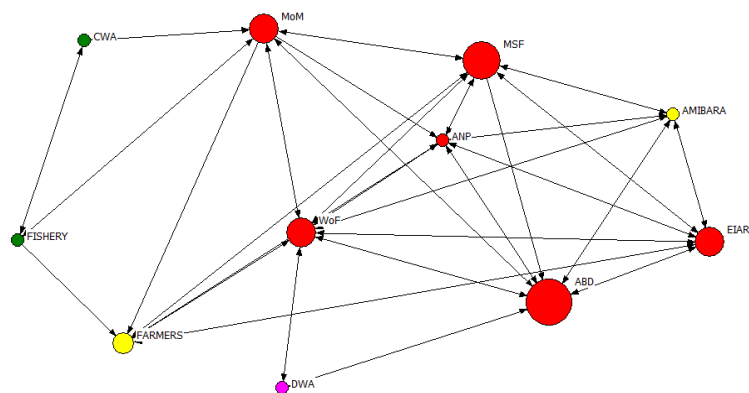 MoM
CWA
MSF
AMIBARA
ANP
WoF
EIAR
FISHERY
ABD
FARMERS
DWA